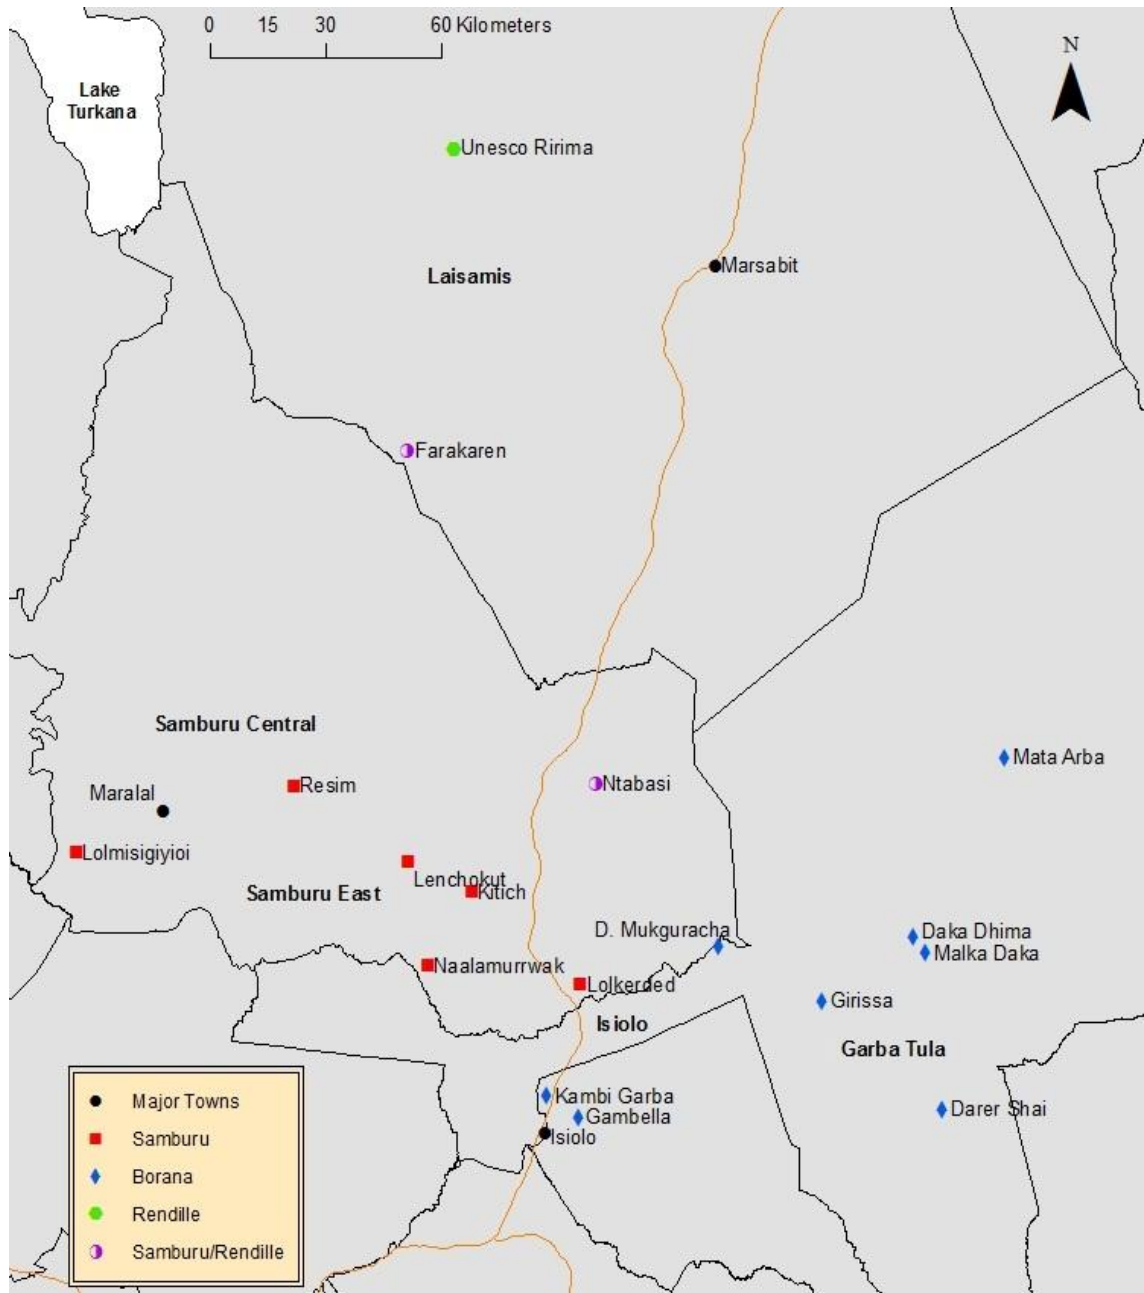 0 15 30 60 Kilometers
N
Lake
Turkana
Unesco Ririma
Marsabit
Laisamis
Farakaren
Samburu Central
Mata Arba
Resim
Ntabasi
Maralal
Lolmisigiyioi
Lenchokut
Samburu East
Kitich
D. Mukguracha
Daka Dhima
Malka Daka
Naalamurrwak
Lolkerded
Girissa
Isiolo
Garba Tula
Kambi Garba
Gambella
Darer Shai
Isiolo
Major Towns
Samburu
Borana
Rendille
Samburu/Rendille